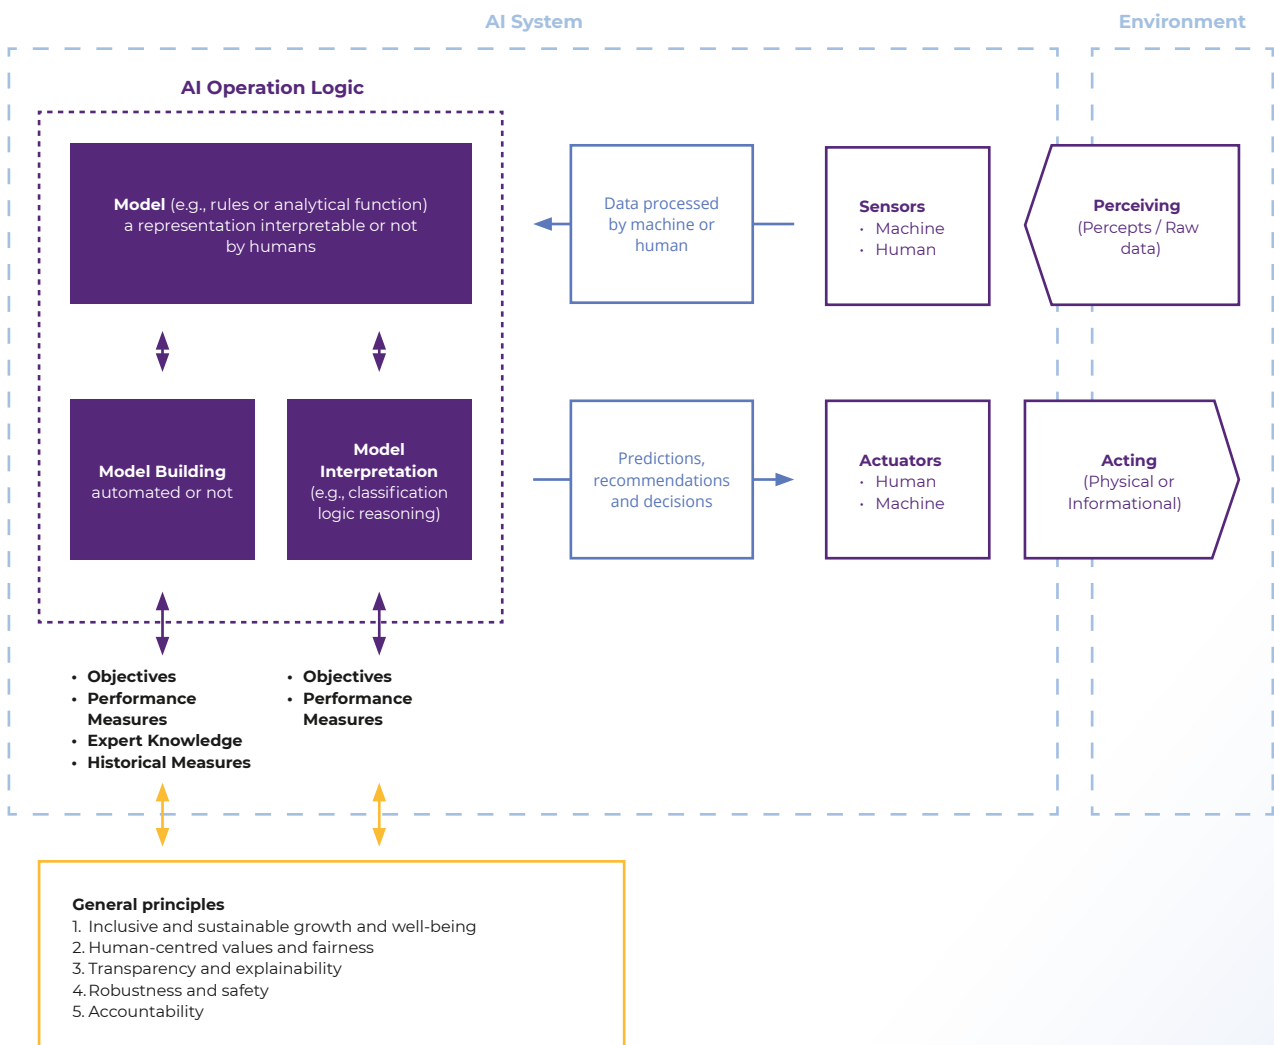 AI System
Environment
AI Operation Logic
Model (e.g., rules or analytical function)
a representation interpretable or not
by humans
Data processed
by machine or
human
Sensors
• Machine
• Human
Perceiving
(Percepts / Raw
data)
Model Building
automated or not
Model
Interpretation
(e.g., classification
logic reasoning)
Predictions,
recommendations
and decisions
Actuators
• Human
• Machine
Acting
(Physical or
Informational)
• Objectives
• Performance
Measures
• Expert Knowledge
• Historical Measures
• Objectives
• Performance
Measures
General principles
1. Inclusive and sustainable growth and well-being
2. Human-centred values and fairness
3. Transparency and explainability
4. Robustness and safety
5. Accountability